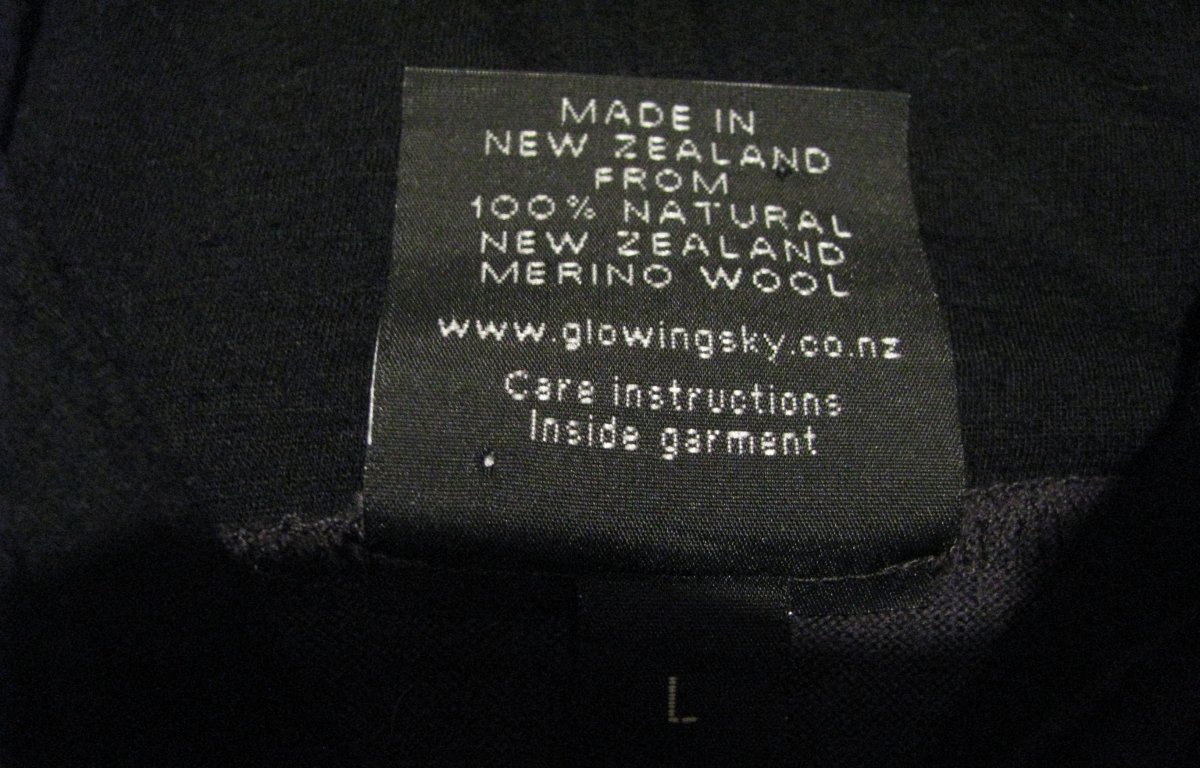 MADE IN
NEW ZEALAND
FROM
100% NATURAL
NEW ZEALAND
MERINO WOOL
www.glowingsky.co.nz
Care instructions
Inside garment
L